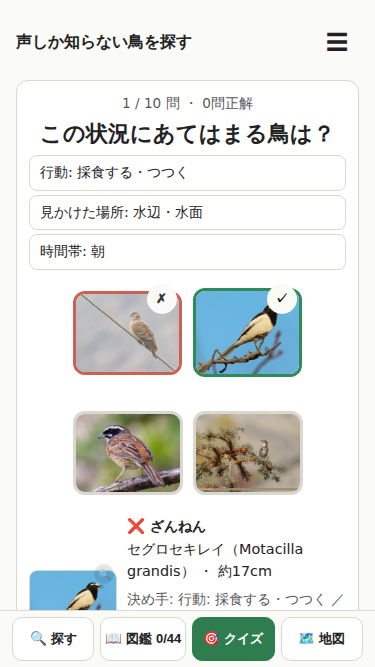 声しか知らない鳥を探す
☰
1 / 10 問 ・ 0問正解
この状況にあてはまる鳥は？
行動: 採食する・つつく
見かけた場所: 水辺・水面
時間帯: 朝
✗ ✓
❌ ざんねん
セグロセキレイ（Motacilla
grandis） ・ 約17cm
決め手: 行動: 採食する・つつく ／
🔍 探す 📖 図鑑 0/44 🎯 クイズ 🗺️ 地図